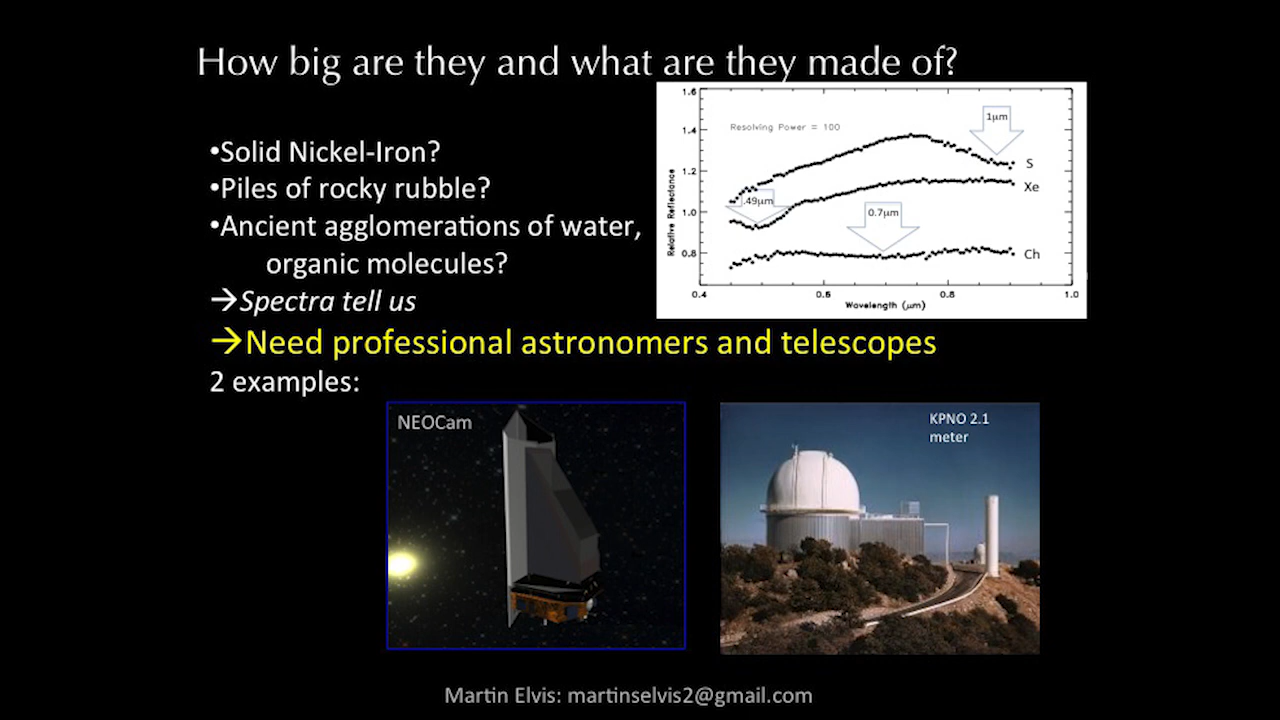 How big are they and what are they made of?
•Solid Nickel-Iron?
•Piles of rocky rubble?
•Ancient agglomerations of water,
organic molecules?
→Spectra tell us
→Need professional astronomers and telescopes
2 examples:
1.6
1.4
1.2
1.0
0.8
Relative Reflectance
Resolving Power = 100
1μm
S
Xe
.49μm
0.7μm
Ch
0.4
0.6
0.8
1.0
Wavelength (μm)
NEOCam
KPNO 2.1
meter
Martin Elvis: martinselvis2@gmail.com